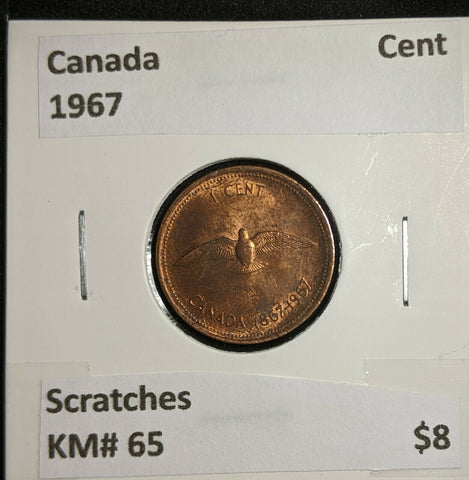 Canada Cent
1967
1 CENT
CANADA 1867-1967
Scratches
KM# 65 $8